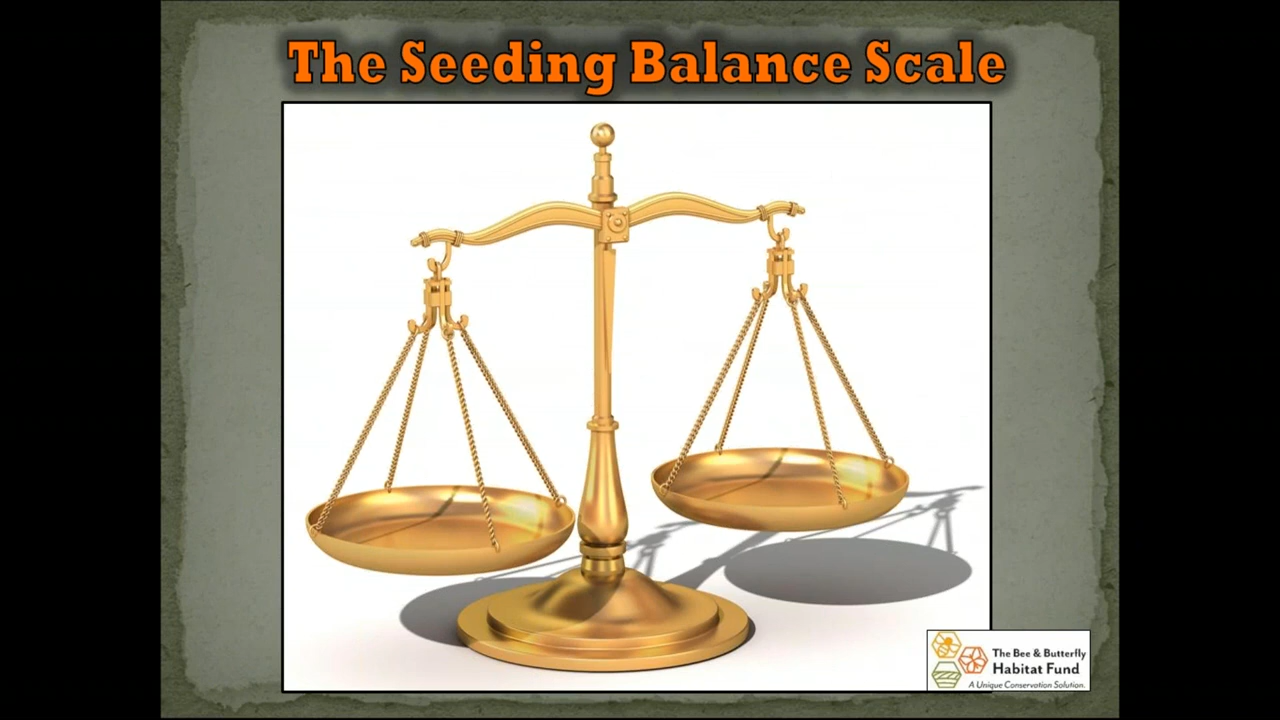 The Seeding Balance Scale
The Bee & Butterfly
Habitat Fund
A Unique Conservation Solution.